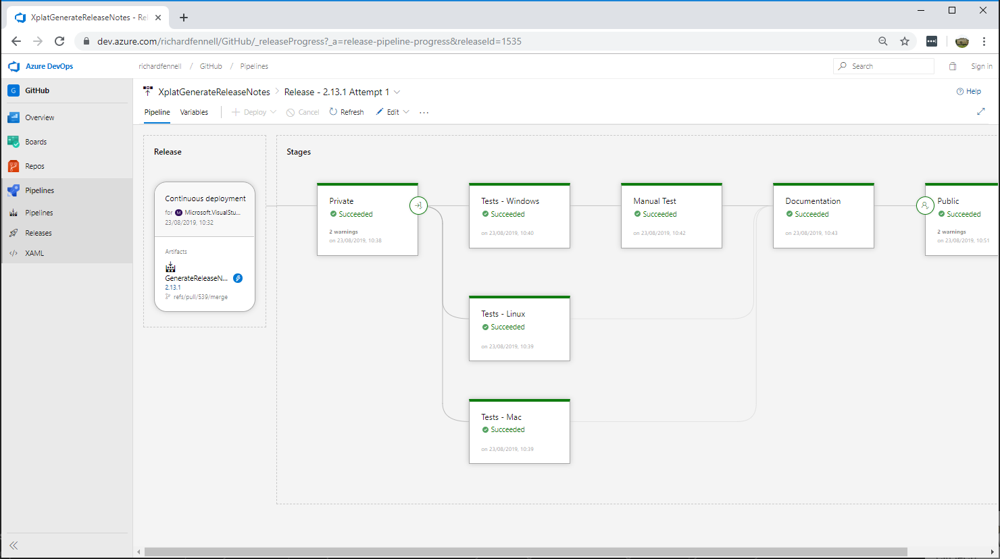 XplatGenerateReleaseNotes - Rel
dev.azure.com/richardfennell/GitHub/_releaseProgress?_a=release-pipeline-progress&releaseId=1535
Azure DevOps
richardfennell / GitHub / Pipelines
Search
Sign in
G GitHub
XplatGenerateReleaseNotes > Release - 2.13.1 Attempt 1
Help
Pipeline Variables + Deploy Cancel Refresh Edit ...
Overview
Boards
Repos
Pipelines
Pipelines
Releases
</> XAML
Release
Continuous deployment
for M Microsoft.VisualStu...
23/08/2019, 10:32
Artifacts
GenerateReleaseN...
2.13.1
refs/pull/539/merge
Stages
Private
Succeeded
2 warnings
on 23/08/2019, 10:38
Tests - Windows
Succeeded
on 23/08/2019, 10:40
Manual Test
Succeeded
on 23/08/2019, 10:42
Documentation
Succeeded
on 23/08/2019, 10:43
Public
Succeeded
2 warnings
on 23/08/2019, 10:51
Tests - Linux
Succeeded
on 23/08/2019, 10:39
Tests - Mac
Succeeded
on 23/08/2019, 10:39